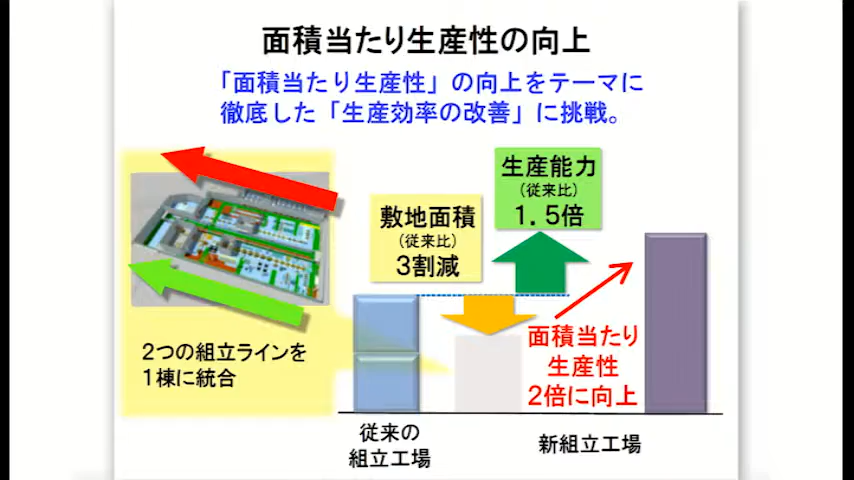 面積当たり生産性の向上
「面積当たり生産性」の向上をテーマに
徹底した「生産効率の改善」に挑戦。
生産能力
(従来比)
1.5倍
敷地面積
(従来比)
3割減
2つの組立ラインを
1棟に統合
面積当たり
生産性
2倍に向上
従来の
組立工場
新組立工場